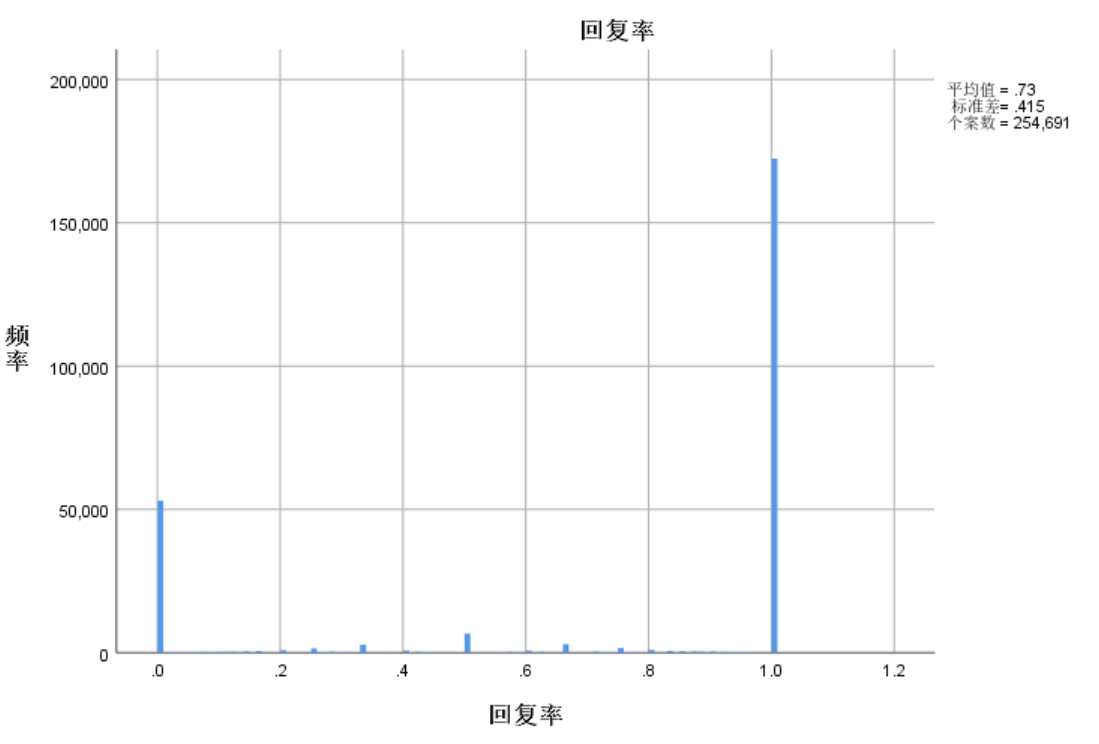 回复率
平均值 = .73
标准差= .415
个案数 = 254,691
200,000
150,000
100,000
50,000
0
频率
.0 .2 .4 .6 .8 1.0 1.2
回复率